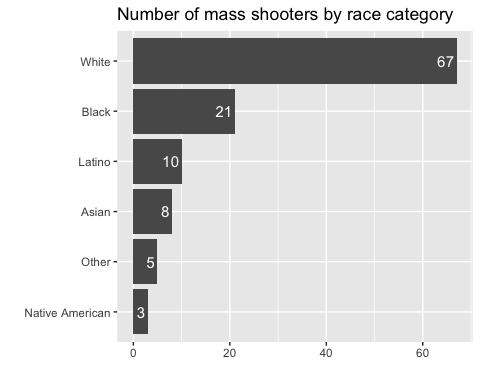 Number of mass shooters by race category
White
67
Black
21
Latino
10
Asian
8
Other
5
Native American
3
0 20 40 60